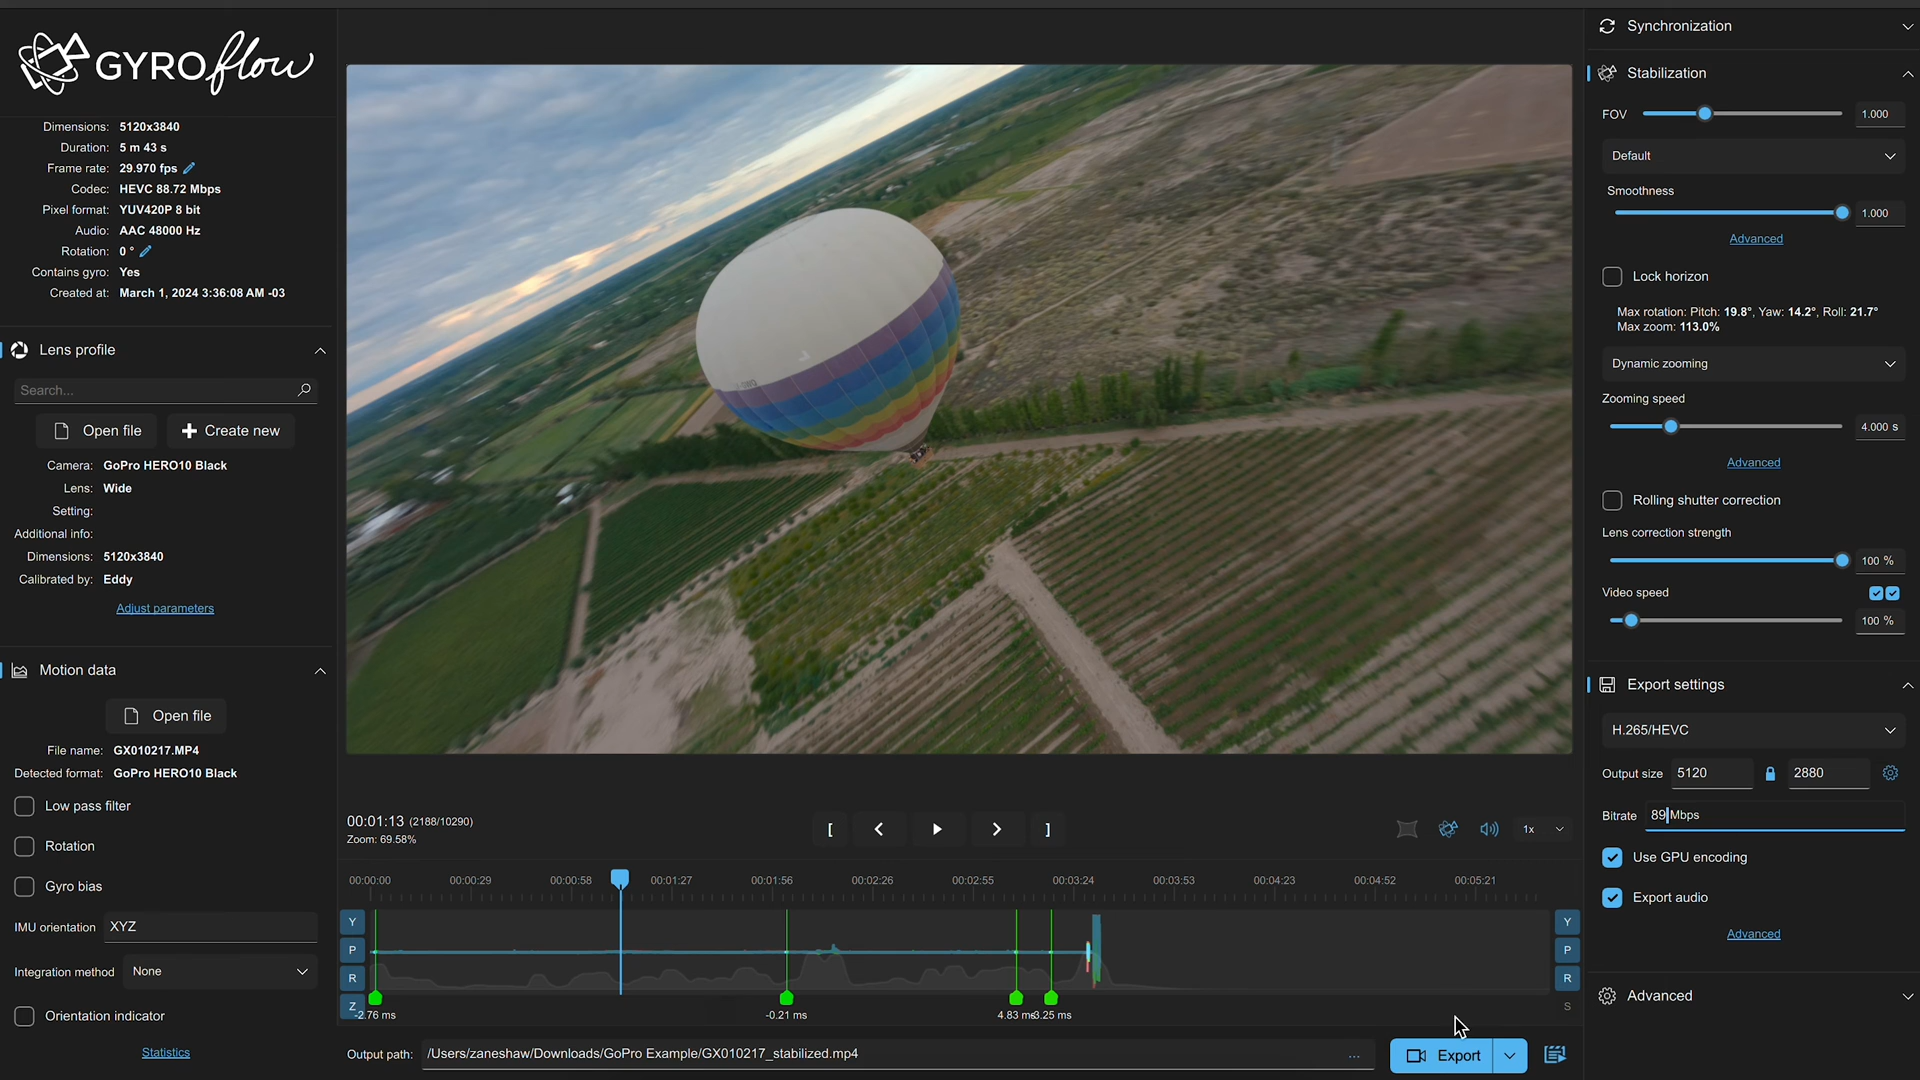 GYROflow
Dimensions: 5120x3840
Duration: 5 m 43 s
Frame rate: 29.970 fps
Codec: HEVC 88.72 Mbps
Pixel format: YUV420P 8 bit
Audio: AAC 48000 Hz
Rotation: 0 °
Contains gyro: Yes
Created at: March 1, 2024 3:36:08 AM -03
Lens profile
Search...
Open file
Create new
Camera: GoPro HERO10 Black
Lens: Wide
Setting:
Additional info:
Dimensions: 5120x3840
Calibrated by: Eddy
Adjust parameters
Motion data
Open file
File name: GX010217.MP4
Detected format: GoPro HERO10 Black
Low pass filter
Rotation
Gyro bias
IMU orientation XYZ
Integration method None
Orientation indicator
Statistics
00:01:13 (2188/10290)
Zoom: 69.58%
[
]
1x
00:00:00 00:00:29 00:00:58 00:01:27 00:01:56 00:02:26 00:02:55 00:03:24 00:03:53 00:04:23 00:04:52 00:05:21
Y Y
P P
R R
Z S
-2.76 ms -0.21 ms 4.83 ms 3.25 ms
Output path: /Users/zaneshaw/Downloads/GoPro Example/GX010217_stabilized.mp4 ...
Export
Synchronization
Stabilization
FOV 1.000
Default
Smoothness
1.000
Advanced
Lock horizon
Max rotation: Pitch: 19.8°, Yaw: 14.2°, Roll: 21.7°
Max zoom: 113.0%
Dynamic zooming
Zooming speed
4.000 s
Advanced
Rolling shutter correction
Lens correction strength
100 %
Video speed
100 %
Export settings
H.265/HEVC
Output size 5120 2880
Bitrate 89 Mbps
Use GPU encoding
Export audio
Advanced
Advanced